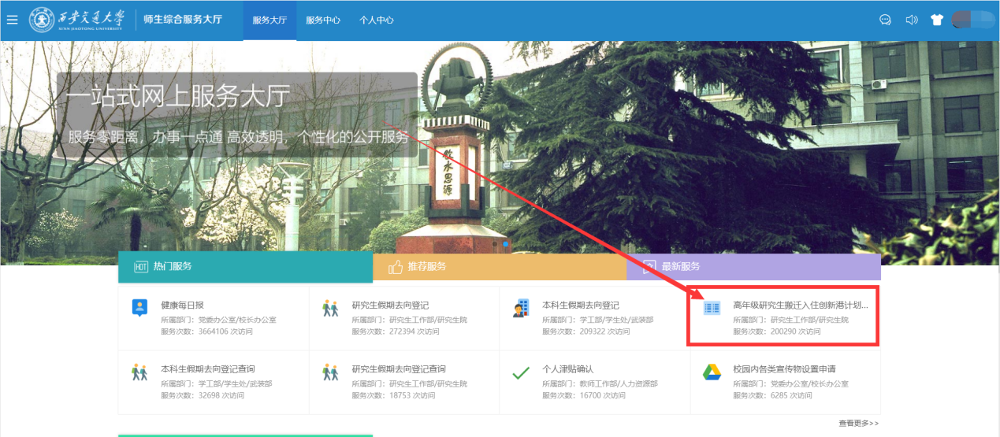 西安交通大学
XI'AN JIAOTONG UNIVERSITY
师生综合服务大厅
服务大厅
服务中心
个人中心
一站式网上服务大厅
服务零距离，办事一点通 高效透明，个性化的公开服务
饮水思源
HOT 热门服务
推荐服务
最新服务
健康每日报
所属部门：党委办公室/校长办公室
服务次数：3664106 次访问
研究生假期去向登记
所属部门：研究生工作部/研究生院
服务次数：272394 次访问
本科生假期去向登记
所属部门：学工部/学生处/武装部
服务次数：209322 次访问
高年级研究生搬迁入住创新港计划...
所属部门：研究生工作部/研究生院
服务次数：200290 次访问
本科生假期去向登记查询
所属部门：学工部/学生处/武装部
服务次数：32698 次访问
研究生假期去向登记查询
所属部门：研究生工作部/研究生院
服务次数：18753 次访问
个人津贴确认
所属部门：教师工作部/人力资源部
服务次数：16700 次访问
校园内各类宣传物设置申请
所属部门：党委办公室/校长办公室
服务次数：6285 次访问
查看更多>>